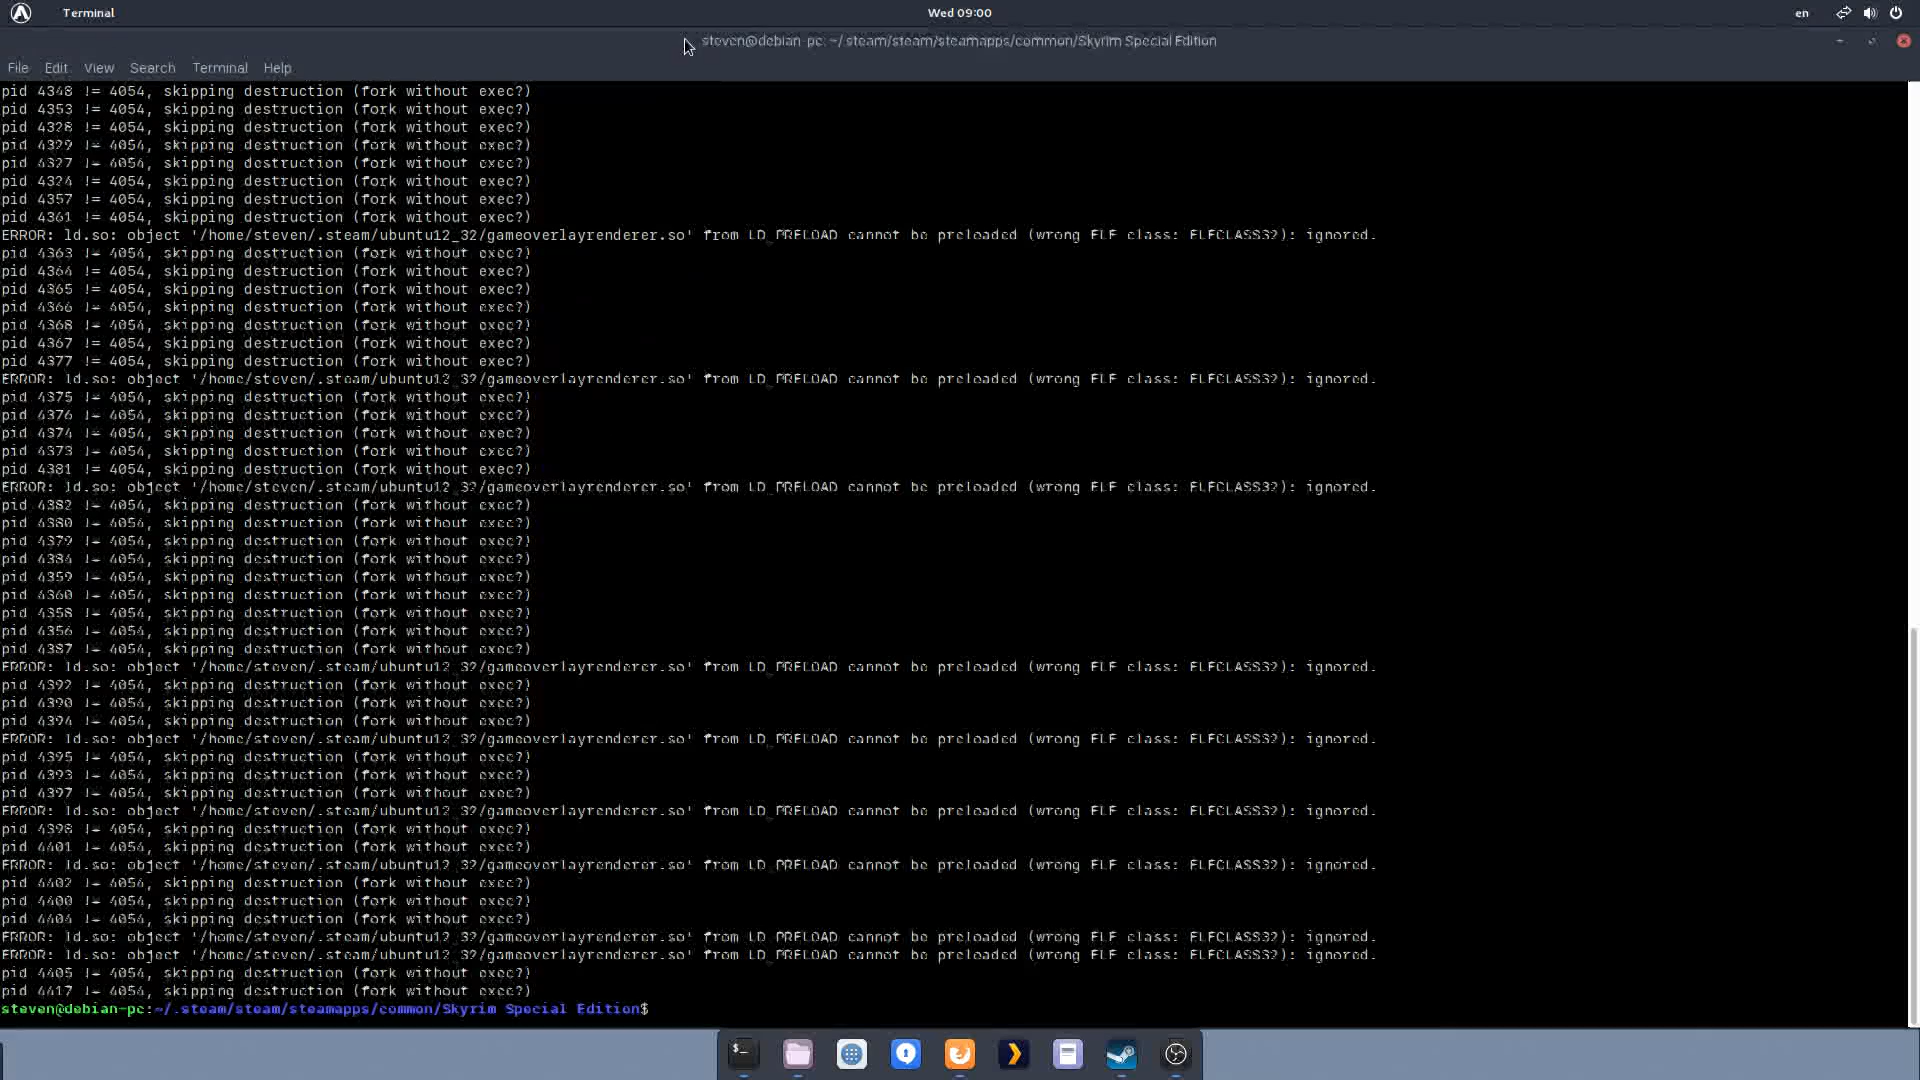 Terminal
Wed 09:00
en
steven@debian-pc: ~/.steam/steam/steamapps/common/Skyrim Special Edition
File Edit View Search Terminal Help
pid 4348 != 4054, skipping destruction (fork without exec?)
pid 4353 != 4054, skipping destruction (fork without exec?)
pid 4328 != 4054, skipping destruction (fork without exec?)
pid 4329 != 4054, skipping destruction (fork without exec?)
pid 4327 != 4054, skipping destruction (fork without exec?)
pid 4324 != 4054, skipping destruction (fork without exec?)
pid 4357 != 4054, skipping destruction (fork without exec?)
pid 4361 != 4054, skipping destruction (fork without exec?)
ERROR: ld.so: object '/home/steven/.steam/ubuntu12_32/gameoverlayrenderer.so' from LD_PRELOAD cannot be preloaded (wrong ELF class: ELFCLASS32): ignored.
pid 4363 != 4054, skipping destruction (fork without exec?)
pid 4364 != 4054, skipping destruction (fork without exec?)
pid 4365 != 4054, skipping destruction (fork without exec?)
pid 4366 != 4054, skipping destruction (fork without exec?)
pid 4368 != 4054, skipping destruction (fork without exec?)
pid 4367 != 4054, skipping destruction (fork without exec?)
pid 4377 != 4054, skipping destruction (fork without exec?)
ERROR: ld.so: object '/home/steven/.steam/ubuntu12_32/gameoverlayrenderer.so' from LD_PRELOAD cannot be preloaded (wrong ELF class: ELFCLASS32): ignored.
pid 4375 != 4054, skipping destruction (fork without exec?)
pid 4376 != 4054, skipping destruction (fork without exec?)
pid 4374 != 4054, skipping destruction (fork without exec?)
pid 4373 != 4054, skipping destruction (fork without exec?)
pid 4381 != 4054, skipping destruction (fork without exec?)
ERROR: ld.so: object '/home/steven/.steam/ubuntu12_32/gameoverlayrenderer.so' from LD_PRELOAD cannot be preloaded (wrong ELF class: ELFCLASS32): ignored.
pid 4382 != 4054, skipping destruction (fork without exec?)
pid 4380 != 4054, skipping destruction (fork without exec?)
pid 4379 != 4054, skipping destruction (fork without exec?)
pid 4384 != 4054, skipping destruction (fork without exec?)
pid 4359 != 4054, skipping destruction (fork without exec?)
pid 4360 != 4054, skipping destruction (fork without exec?)
pid 4358 != 4054, skipping destruction (fork without exec?)
pid 4356 != 4054, skipping destruction (fork without exec?)
pid 4387 != 4054, skipping destruction (fork without exec?)
ERROR: ld.so: object '/home/steven/.steam/ubuntu12_32/gameoverlayrenderer.so' from LD_PRELOAD cannot be preloaded (wrong ELF class: ELFCLASS32): ignored.
pid 4392 != 4054, skipping destruction (fork without exec?)
pid 4390 != 4054, skipping destruction (fork without exec?)
pid 4394 != 4054, skipping destruction (fork without exec?)
ERROR: ld.so: object '/home/steven/.steam/ubuntu12_32/gameoverlayrenderer.so' from LD_PRELOAD cannot be preloaded (wrong ELF class: ELFCLASS32): ignored.
pid 4395 != 4054, skipping destruction (fork without exec?)
pid 4393 != 4054, skipping destruction (fork without exec?)
pid 4397 != 4054, skipping destruction (fork without exec?)
ERROR: ld.so: object '/home/steven/.steam/ubuntu12_32/gameoverlayrenderer.so' from LD_PRELOAD cannot be preloaded (wrong ELF class: ELFCLASS32): ignored.
pid 4398 != 4054, skipping destruction (fork without exec?)
pid 4401 != 4054, skipping destruction (fork without exec?)
ERROR: ld.so: object '/home/steven/.steam/ubuntu12_32/gameoverlayrenderer.so' from LD_PRELOAD cannot be preloaded (wrong ELF class: ELFCLASS32): ignored.
pid 4402 != 4054, skipping destruction (fork without exec?)
pid 4400 != 4054, skipping destruction (fork without exec?)
pid 4404 != 4054, skipping destruction (fork without exec?)
ERROR: ld.so: object '/home/steven/.steam/ubuntu12_32/gameoverlayrenderer.so' from LD_PRELOAD cannot be preloaded (wrong ELF class: ELFCLASS32): ignored.
ERROR: ld.so: object '/home/steven/.steam/ubuntu12_32/gameoverlayrenderer.so' from LD_PRELOAD cannot be preloaded (wrong ELF class: ELFCLASS32): ignored.
pid 4405 != 4054, skipping destruction (fork without exec?)
pid 4417 != 4054, skipping destruction (fork without exec?)
steven@debian-pc:~/.steam/steam/steamapps/common/Skyrim Special Edition$